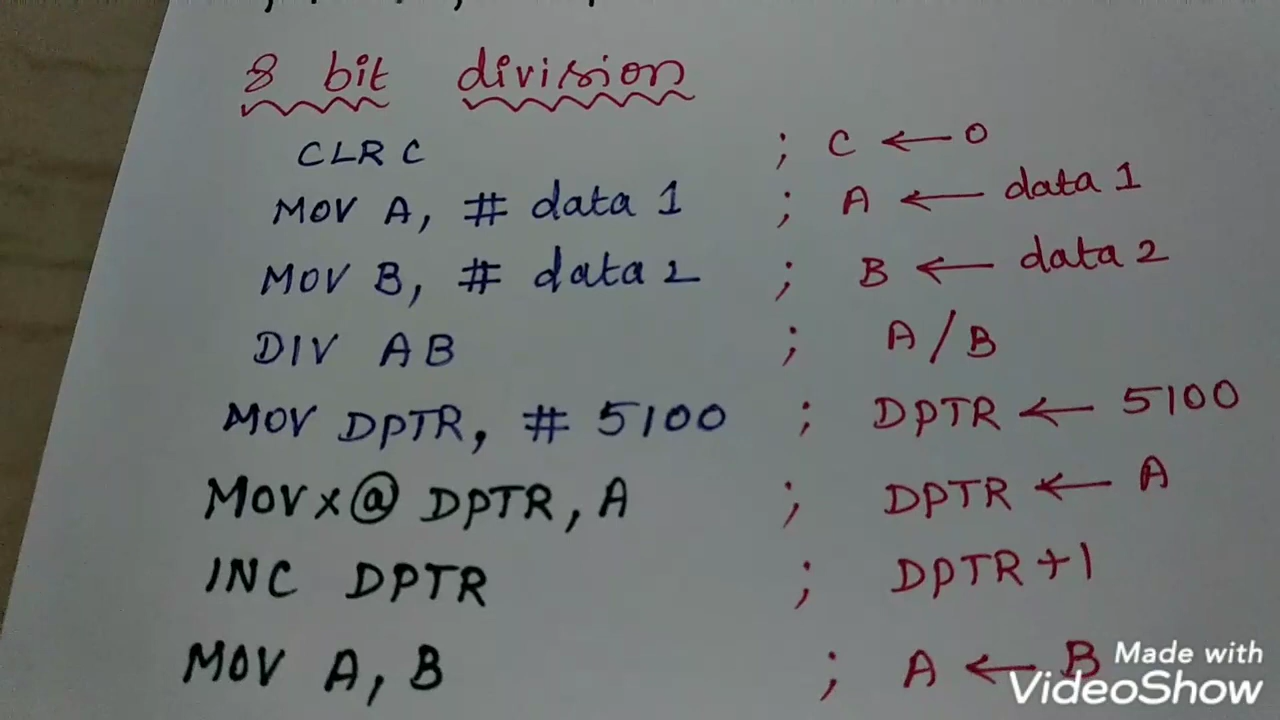 8 bit division
CLR C ; C ← 0
MOV A, # data 1 ; A ← data 1
MOV B, # data 2 ; B ← data 2
DIV AB ; A/B
MOV DPTR, # 5100 ; DPTR ← 5100
MOVx@ DPTR, A ; DPTR ← A
INC DPTR ; DPTR+1
MOV A, B ; A ← B
Made with
VideoShow